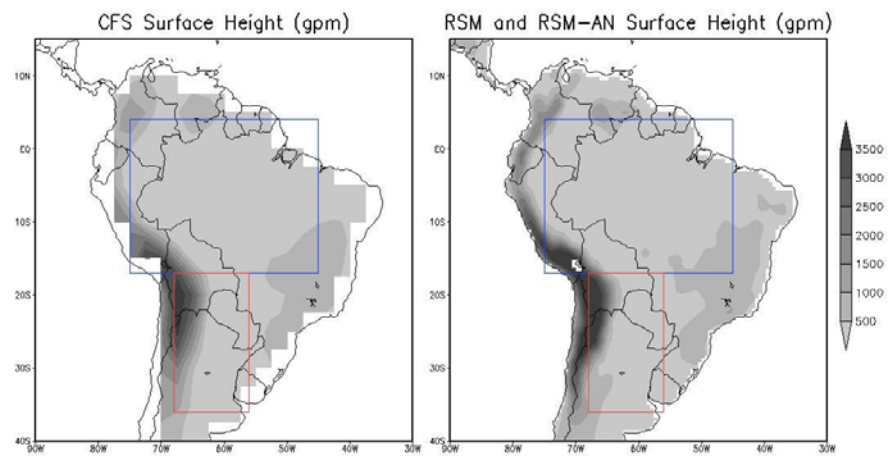 CFS Surface Height (gpm)
RSM and RSM-AN Surface Height (gpm)
10N
EQ
10S
20S
30S
40S
90W 80W 70W 60W 50W 40W 30W
10N
EQ
10S
20S
30S
40S
90W 80W 70W 60W 50W 40W 30W
3500
3000
2500
2000
1500
1000
500